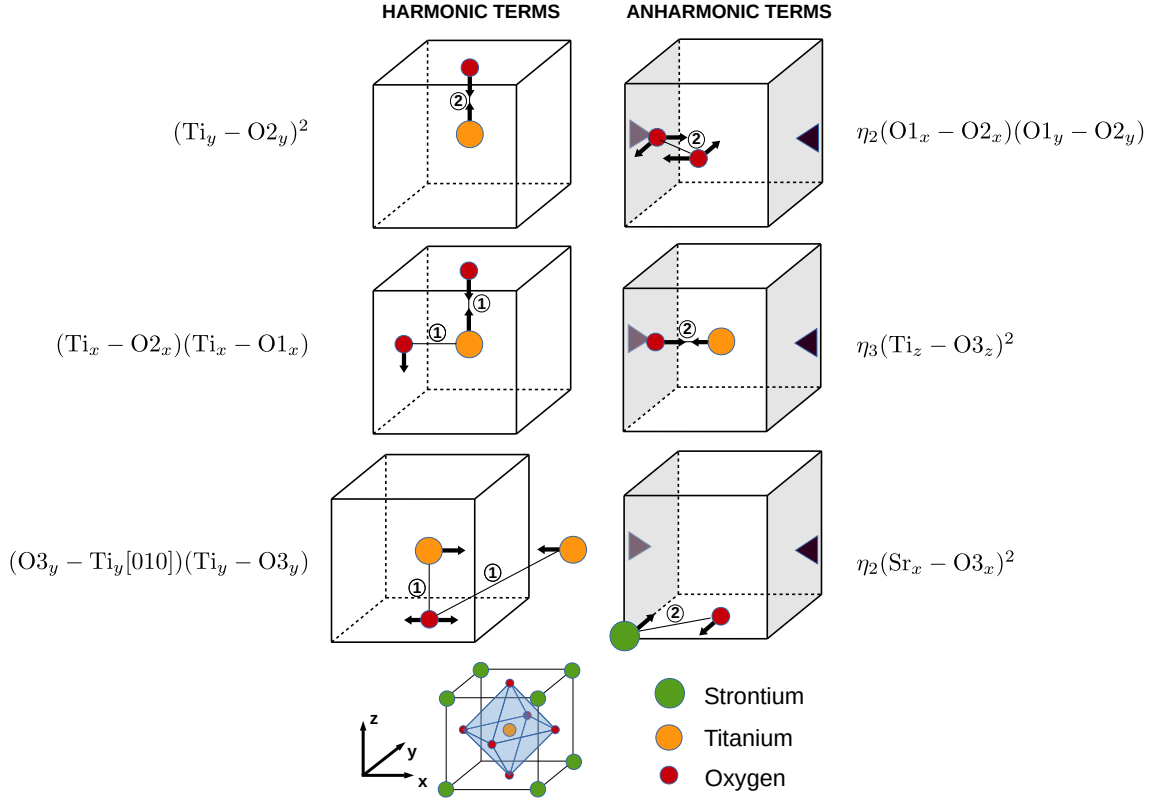 HARMONIC TERMS
ANHARMONIC TERMS
(Ti_y − O2_y)^2
②
②
η_2(O1_x − O2_x)(O1_y − O2_y)
(Ti_x − O2_x)(Ti_x − O1_x)
①
①
②
η_3(Ti_z − O3_z)^2
(O3_y − Ti_y[010])(Ti_y − O3_y)
①
①
②
η_2(Sr_x − O3_x)^2
z
y
x
Strontium
Titanium
Oxygen